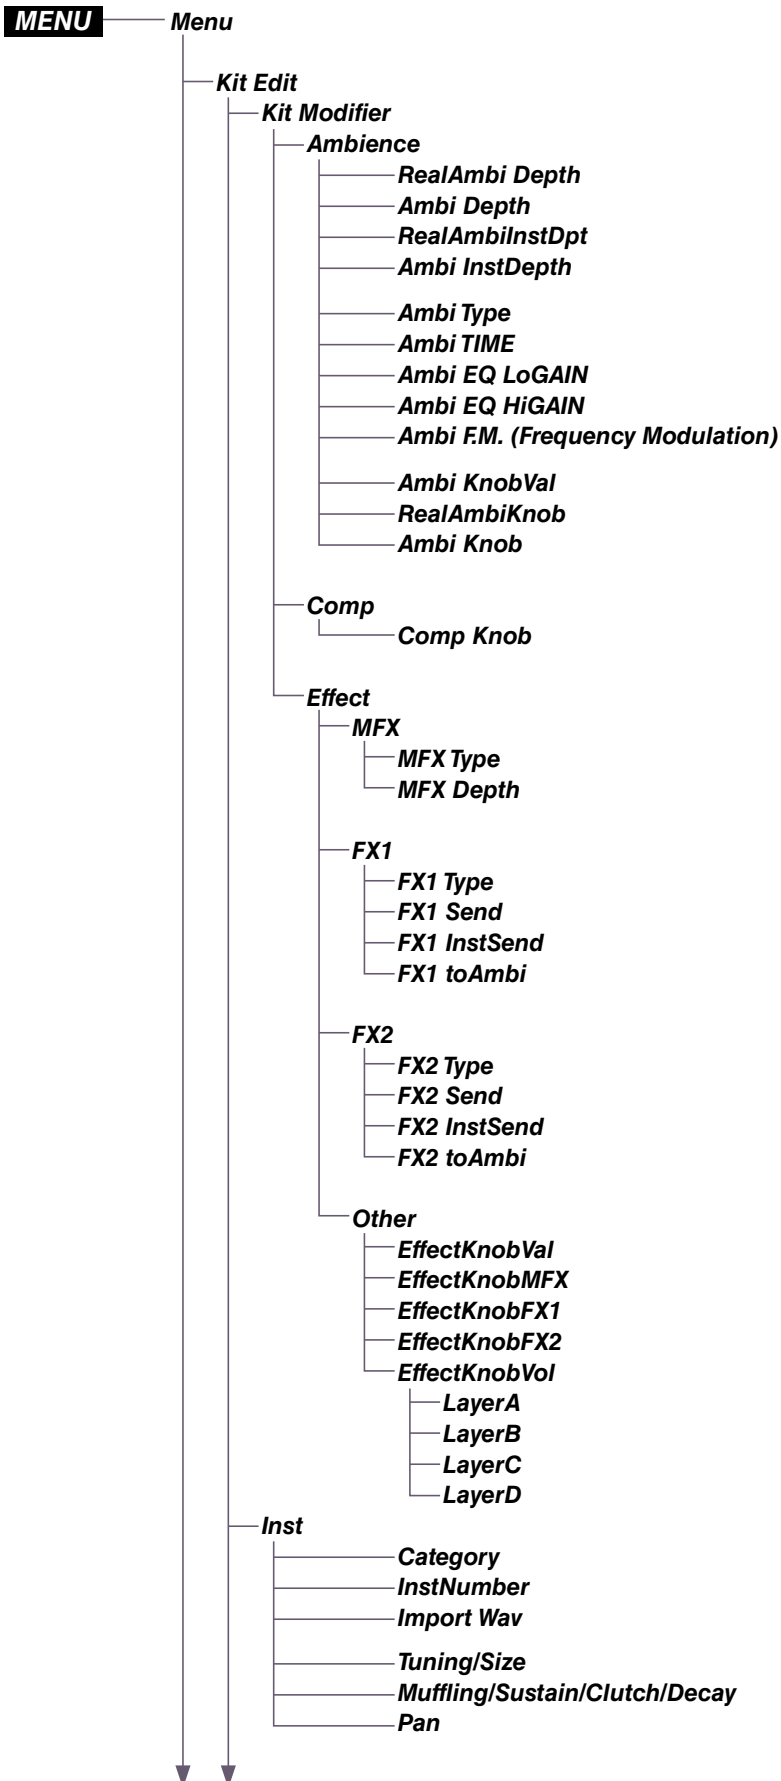 MENU Menu
Kit Edit
Kit Modifier
Ambience
RealAmbi Depth
Ambi Depth
RealAmbiInstDpt
Ambi InstDepth
Ambi Type
Ambi TIME
Ambi EQ LoGAIN
Ambi EQ HiGAIN
Ambi F.M. (Frequency Modulation)
Ambi KnobVal
RealAmbiKnob
Ambi Knob
Comp
Comp Knob
Effect
MFX
MFX Type
MFX Depth
FX1
FX1 Type
FX1 Send
FX1 InstSend
FX1 toAmbi
FX2
FX2 Type
FX2 Send
FX2 InstSend
FX2 toAmbi
Other
EffectKnobVal
EffectKnobMFX
EffectKnobFX1
EffectKnobFX2
EffectKnobVol
LayerA
LayerB
LayerC
LayerD
Inst
Category
InstNumber
Import Wav
Tuning/Size
Muffling/Sustain/Clutch/Decay
Pan